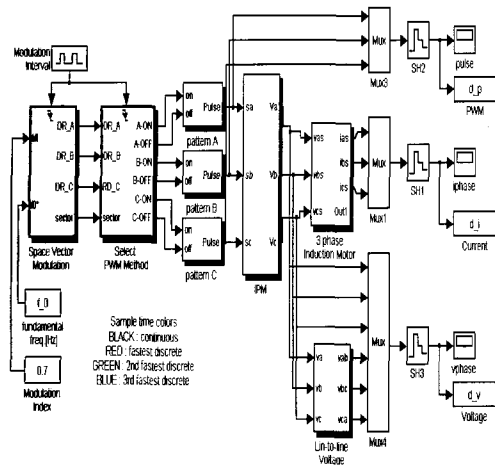 Modulation
Interval
DR_A
DR_B
DR_C
sector
Space Vector
Modulation
DR_A
DR_B
RD_C
sector
A-ON
A-OFF
B-ON
B-OFF
C-ON
C-OFF
Select
PWM Method
on
off
Pulse
pattern A
on
off
Pulse
pattern B
on
off
Pulse
pattern C
sa
sb
sc
Va
Vb
Vc
IPM
vas
vbs
vcs
ias
ibs
ics
Out1
3 phase
Induction Motor
va
vb
vc
vab
vbc
vca
Lin-to-line
Voltage
Mux
Mux3
Mux
Mux1
Mux
Mux4
SH2
SH1
SH3
pulse
d_p
PWM
iphase
d_i
Current
vphase
d_v
Voltage
f_0
fundamental
freq [Hz]
0.7
Modulation
Index
Sample time colors
BLACK : continuous
RED : fastest discrete
GREEN : 2nd fastest discrete
BLUE : 3rd fastest discrete